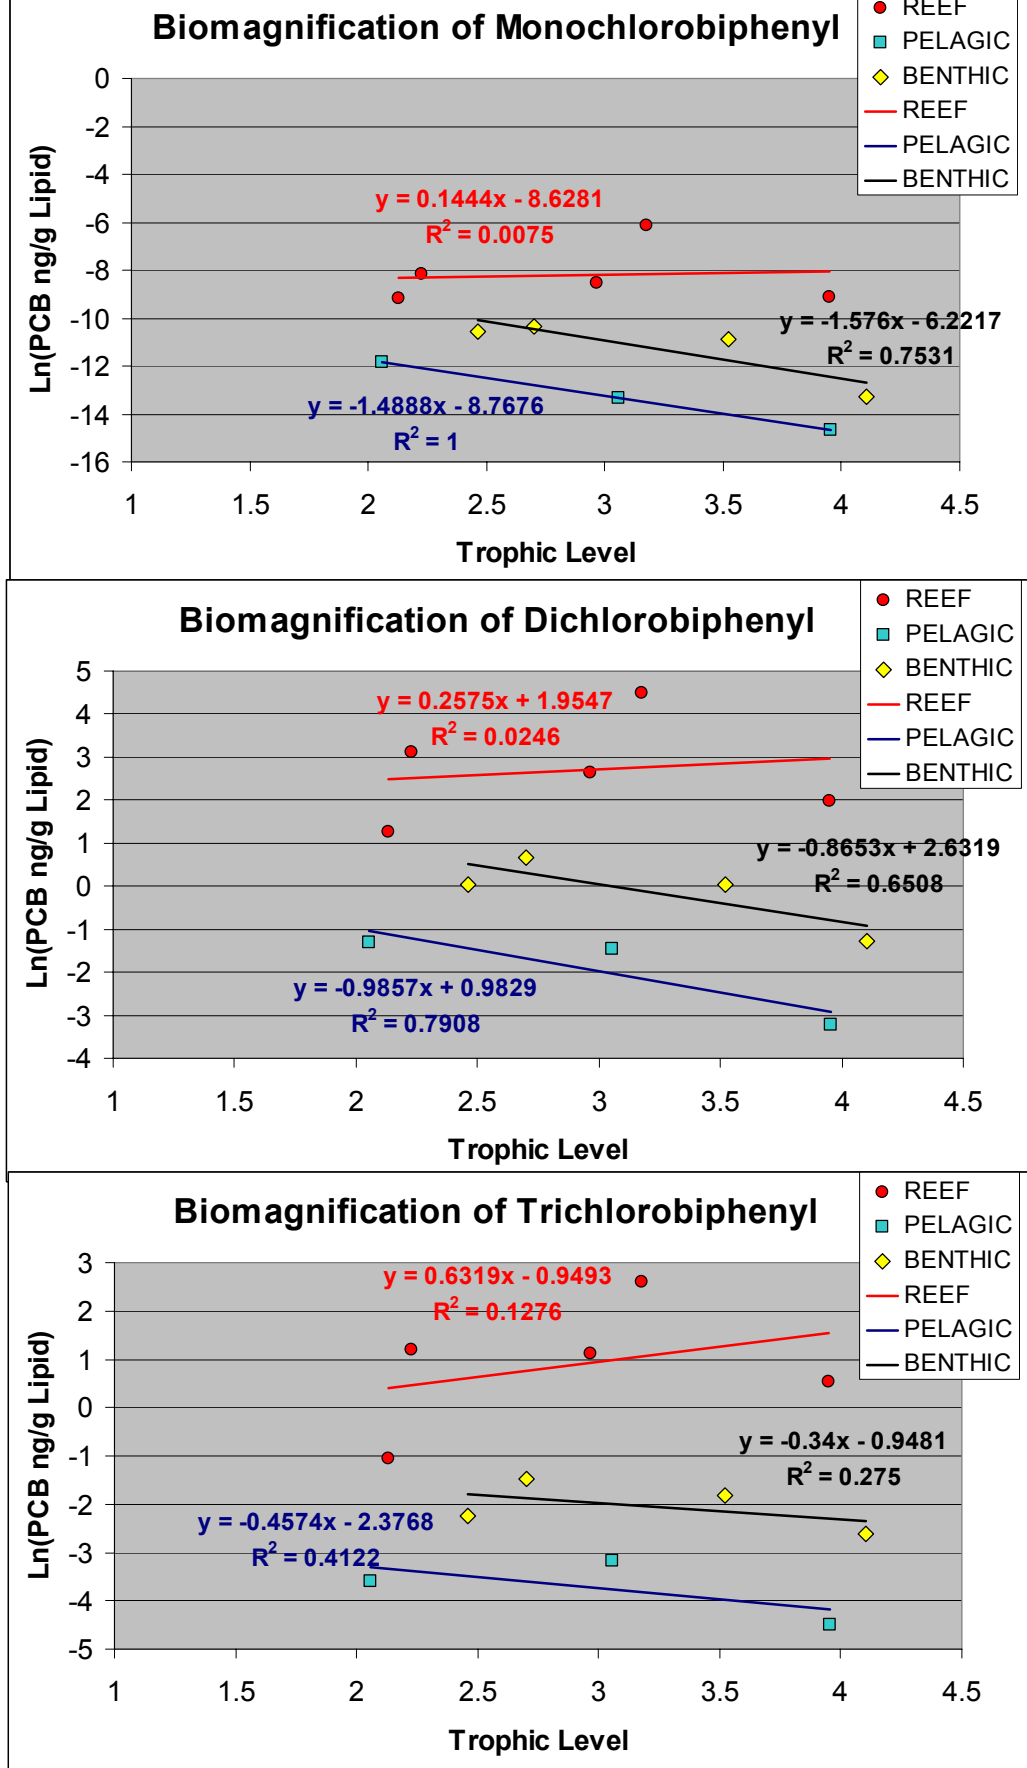 Biomagnification of Monochlorobiphenyl
REEF
PELAGIC
BENTHIC
REEF
PELAGIC
BENTHIC
0
-2
-4
-6
-8
-10
-12
-14
-16
Ln(PCB ng/g Lipid)
y = 0.1444x - 8.6281
R² = 0.0075
y = -1.576x - 6.2217
R² = 0.7531
y = -1.4888x - 8.7676
R² = 1
1 2 2.5 3 3.5 4 4.5
Trophic Level
Biomagnification of Dichlorobiphenyl
REEF
PELAGIC
BENTHIC
REEF
PELAGIC
BENTHIC
5
4
3
2
1
0
-1
-2
-3
-4
Ln(PCB ng/g Lipid)
y = 0.2575x + 1.9547
R² = 0.0246
y = -0.8653x + 2.6319
R² = 0.6508
y = -0.9857x + 0.9829
R² = 0.7908
1 1.5 2 2.5 3 3.5 4 4.5
Trophic Level
Biomagnification of Trichlorobiphenyl
REEF
PELAGIC
BENTHIC
REEF
PELAGIC
BENTHIC
3
2
1
0
-1
-2
-3
-4
-5
Ln(PCB ng/g Lipid)
y = 0.6319x - 0.9493
R² = 0.1276
y = -0.34x - 0.9481
R² = 0.275
y = -0.4574x - 2.3768
R² = 0.4122
1 1.5 2 2.5 3 3.5 4 4.5
Trophic Level